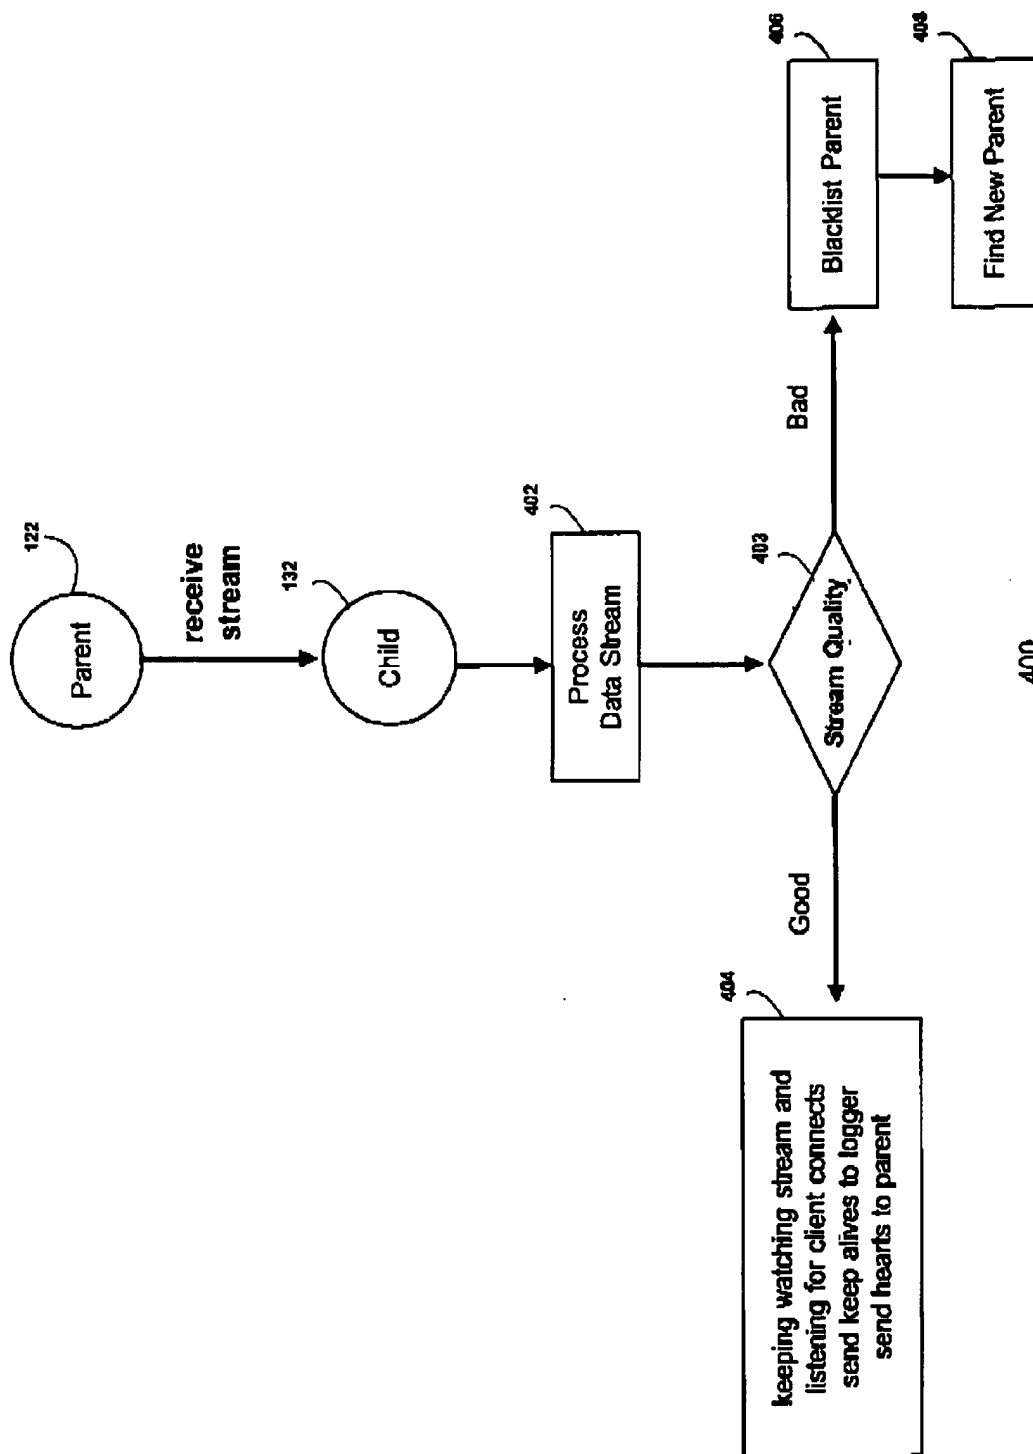 122
Parent
receive
stream
132
Child
402
Process
Data Stream
403
Stream Quality
Good
Bad
404
keeping watching stream and
listening for client connects
send keep alives to logger
send hearts to parent
406
Blacklist Parent
408
Find New Parent
400